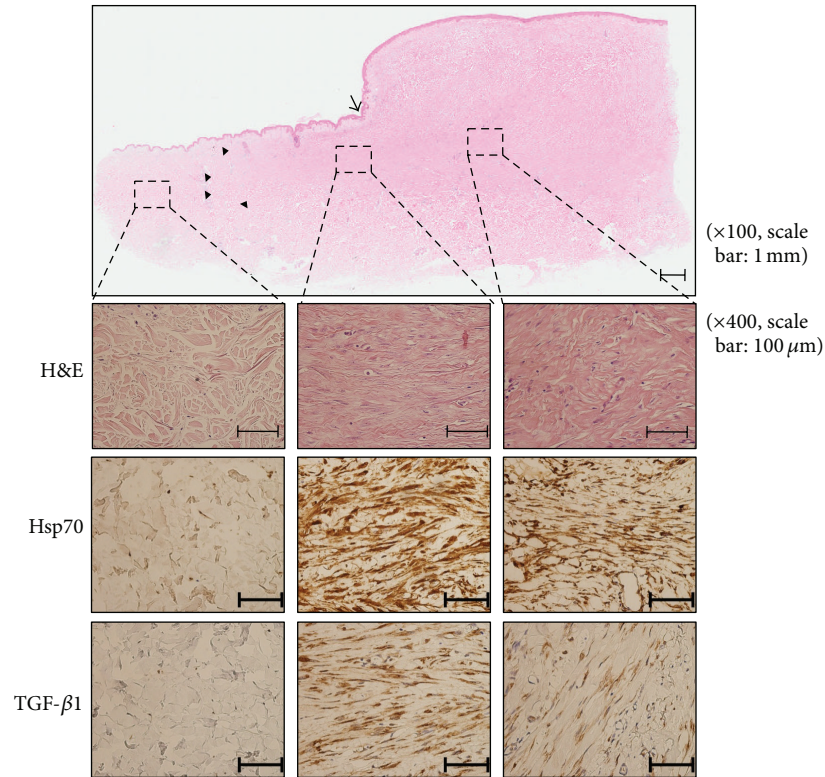 (×100, scale
bar: 1 mm)
(×400, scale
bar: 100 μm)
H&E
Hsp70
TGF-β1